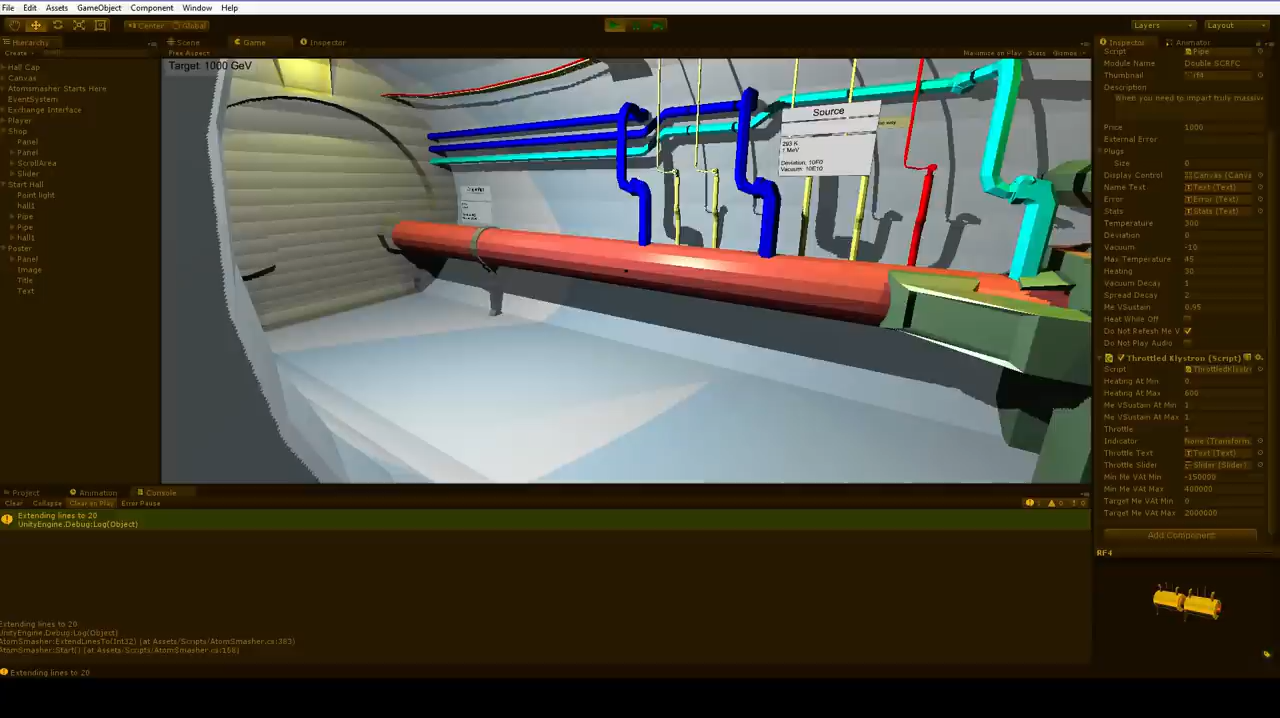 File Edit Assets GameObject Component Window Help
Center Global
Layers Layout
Hierarchy
Create
Hall Cap
Canvas
Atomsmasher Starts Here
EventSystem
Exchange Interface
Player
Shop
Panel
Panel
ScrollArea
Slider
Start Hall
Point light
hall1
Pipe
Pipe
hall1
Poster
Panel
Image
Title
Text
Scene Game Inspector
Free Aspect Maximize on Play Stats Gizmos
Target: 1000 GeV
Source
293 K
1 MeV
Deviation, 10F0
Vacuum 10E10
Inspector Animator
Script Pipe
Module Name Double SCRFC
Thumbnail rf4
Description
When you need to impart truly massiv
Price 1000
External Error
Plugs
Size 0
Display Control Canvas (Canva
Name Text Text (Text)
Error Error (Text)
Stats Stats (Text)
Temperature 300
Deviation 0
Vacuum -10
Max Temperature 45
Heating 30
Vacuum Decay 1
Spread Decay 2
Me VSustain 0.95
Heat While Off
Do Not Refesh Me V
Do Not Play Audio
Throttled Klystron (Script)
Script ThrottledKlystr
Heating At Min 0
Heating At Max 600
Me VSustain At Min 1
Me VSustain At Max 1
Throttle 1
Indicator None (Transform
Throttle Text Text (Text)
Throttle Slider Slider (Slider)
Min Me VAt Min -150000
Min Me VAt Max 400000
Target Me VAt Min 0
Target Me VAt Max 2000000
Add Component
RF4
Project Animation Console
Clear Collapse Clear on Play Error Pause
Extending lines to 20
UnityEngine.Debug:Log(Object)
Extending lines to 20
UnityEngine.Debug:Log(Object)
AtomSmasher:ExtendLinesTo(Int32) (at Assets/Scripts/AtomSmasher.cs:383)
AtomSmasher:Start() (at Assets/Scripts/AtomSmasher.cs:168)
Extending lines to 20